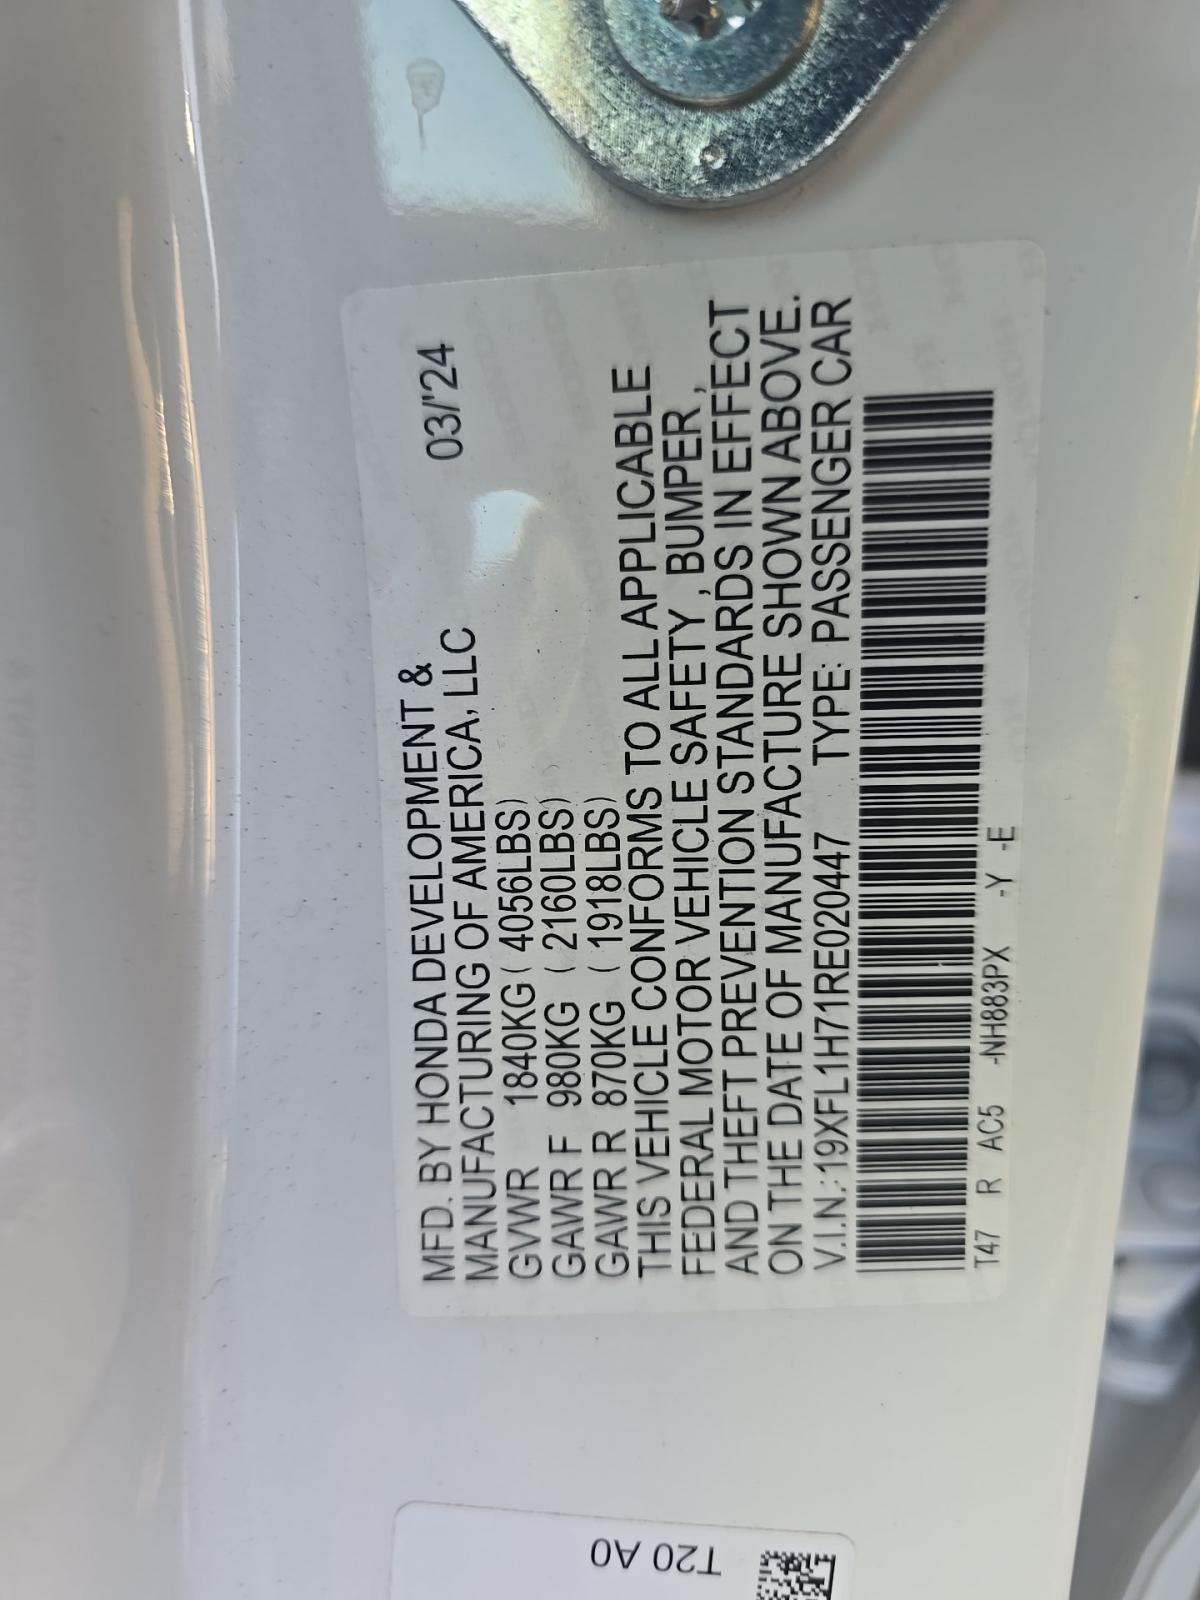 MFD. BY HONDA DEVELOPMENT &
MANUFACTURING OF AMERICA, LLC 03/'24
GVWR 1840KG ( 4056LBS)
GAWR F 980KG ( 2160LBS)
GAWR R 870KG ( 1918LBS)
THIS VEHICLE CONFORMS TO ALL APPLICABLE
FEDERAL MOTOR VEHICLE SAFETY , BUMPER ,
AND THEFT PREVENTION STANDARDS IN EFFECT
ON THE DATE OF MANUFACTURE SHOWN ABOVE.
V.I.N.:19XFL1H71RE020447 TYPE: PASSENGER CAR
T47 R AC5 -NH883PX -Y -E
T20 A0